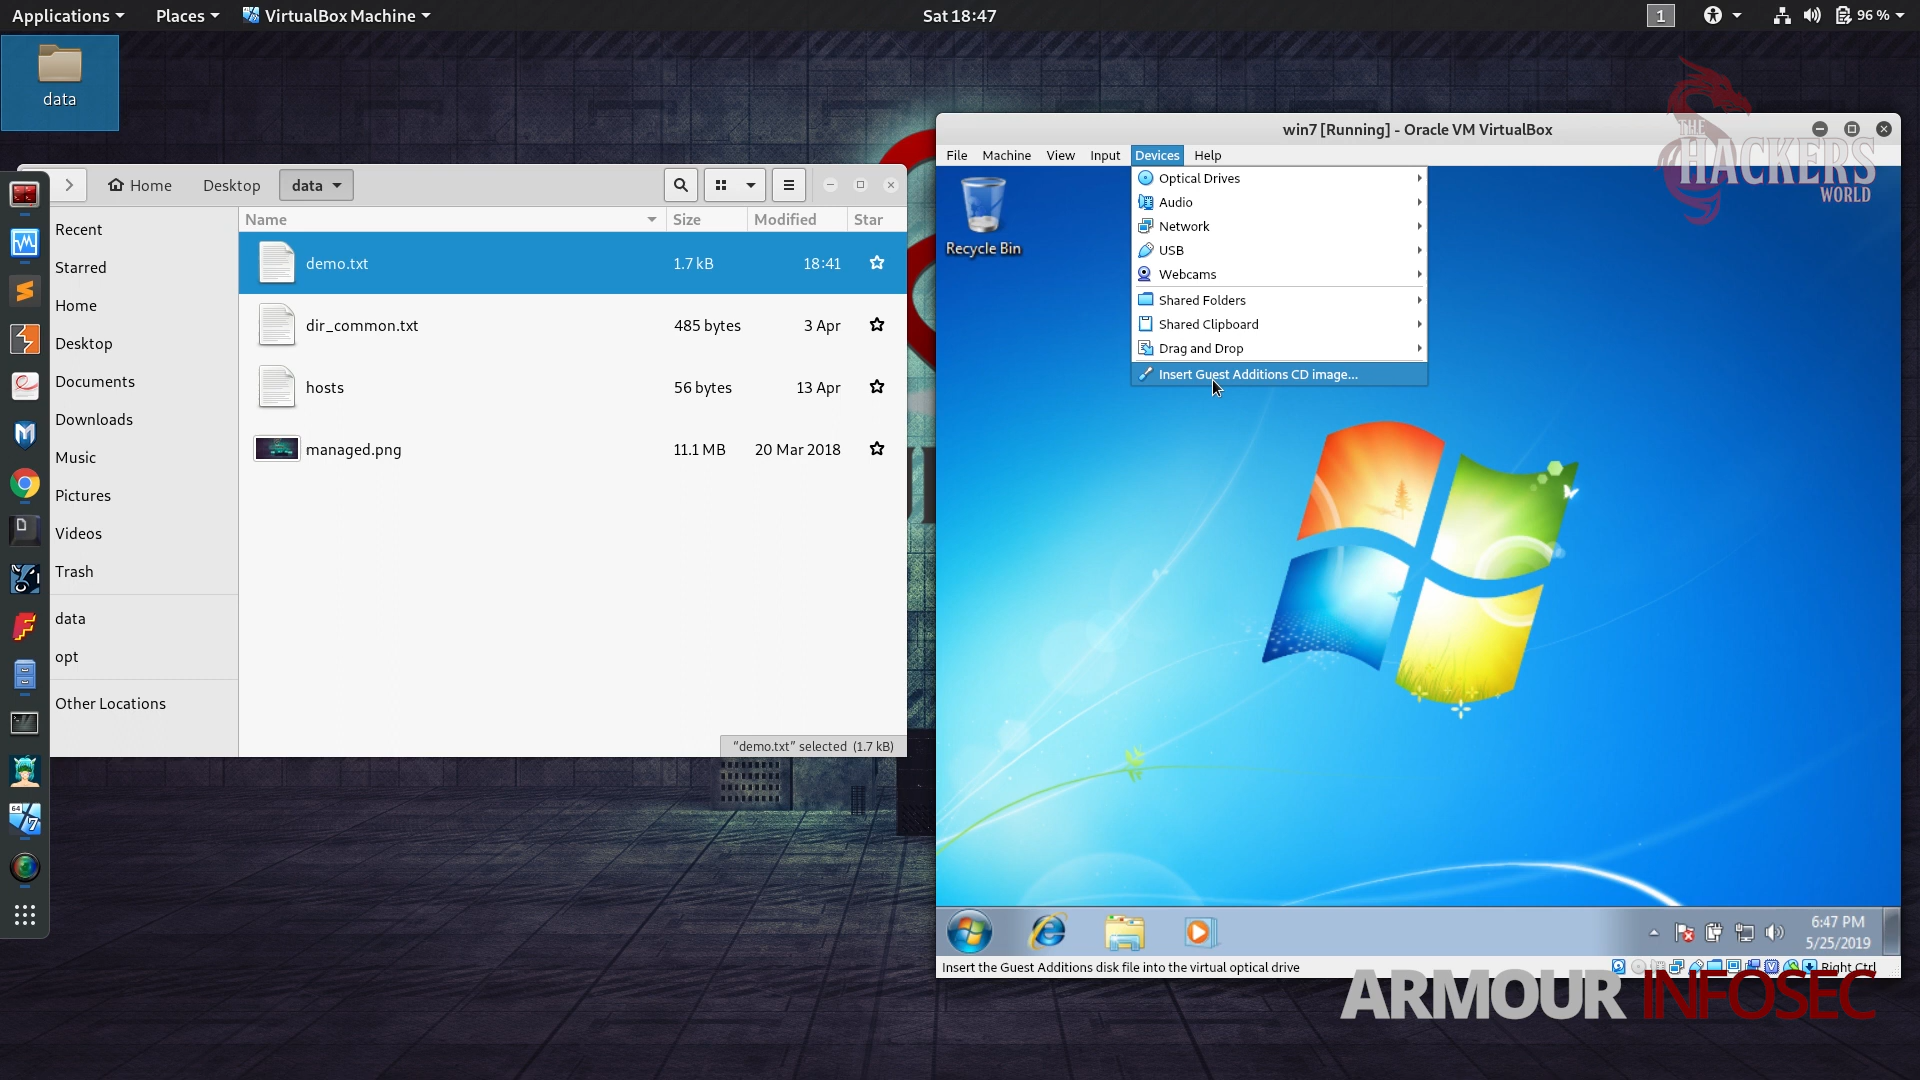 Applications
Places
VirtualBox Machine
Sat 18:47
1
96 %
data
Home
Desktop
data
Name
Size
Modified
Star
Recent
Starred
Home
Desktop
Documents
Downloads
Music
Pictures
Videos
Trash
data
opt
Other Locations
demo.txt 1.7 kB 18:41
dir_common.txt 485 bytes 3 Apr
hosts 56 bytes 13 Apr
managed.png 11.1 MB 20 Mar 2018
“demo.txt” selected (1.7 kB)
64
7
win7 [Running] - Oracle VM VirtualBox
File Machine View Input Devices Help
Recycle Bin
Optical Drives
Audio
Network
USB
Webcams
Shared Folders
Shared Clipboard
Drag and Drop
Insert Guest Additions CD image...
THE
HACKERS
WORLD
6:47 PM
5/25/2019
Insert the Guest Additions disk file into the virtual optical drive
Right Ctrl
ARMOUR INFOSEC